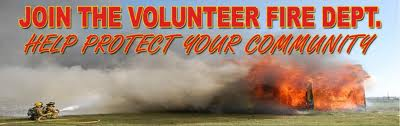 JOIN THE VOLUNTEER FIRE DEPT.
HELP PROTECT YOUR COMMUNITY